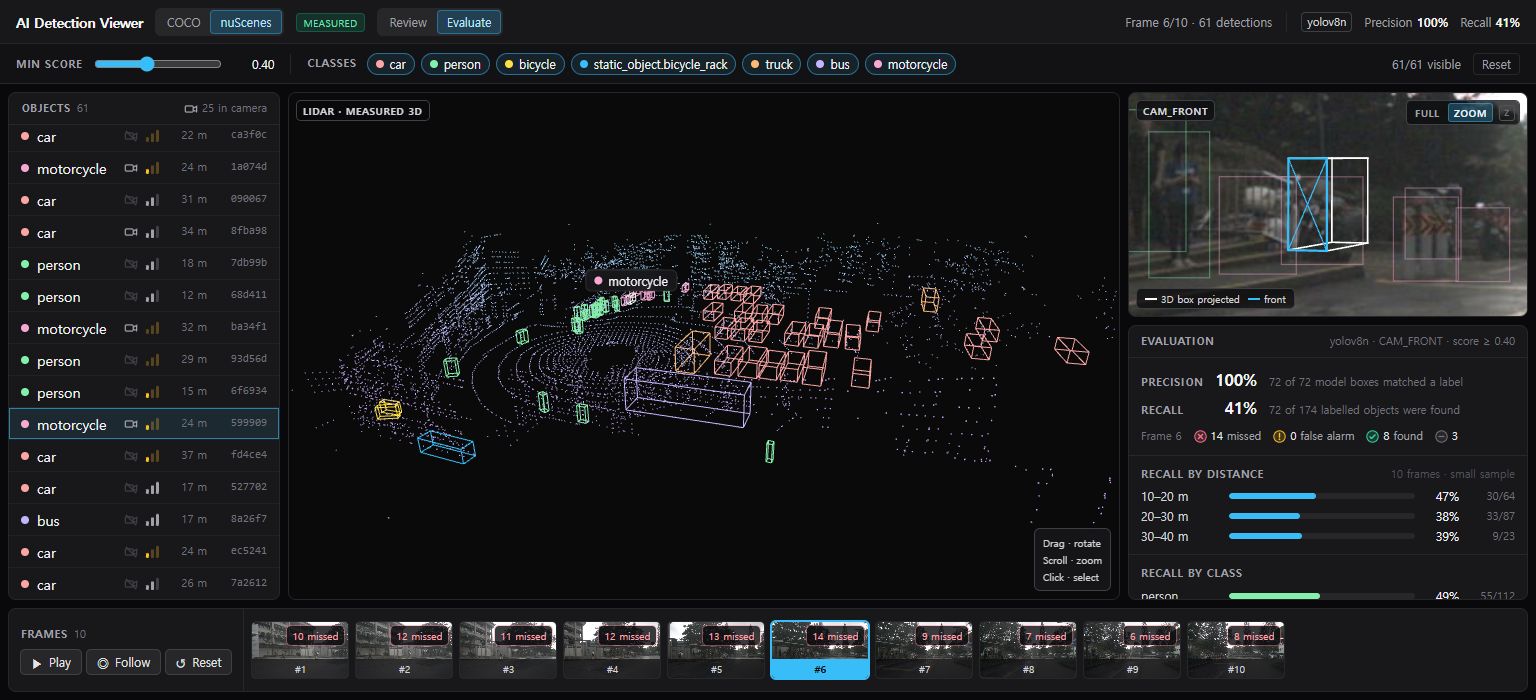 AI Detection Viewer COCO nuScenes MEASURED Review Evaluate Frame 6/10 · 61 detections yolov8n Precision 100% Recall 41%
MIN SCORE 0.40 CLASSES car person bicycle static_object.bicycle_rack truck bus motorcycle 61/61 visible Reset
OBJECTS 61 25 in camera
car 22 m ca3f0c
motorcycle 24 m 1a074d
car 31 m 090067
car 34 m 8fba98
person 18 m 7db99b
person 12 m 68d411
motorcycle 32 m ba34f1
person 29 m 93d56d
person 15 m 6f6934
motorcycle 24 m 599909
car 37 m fd4ce4
car 17 m 527702
bus 17 m 8a26f7
car 24 m ec5241
car 26 m 7a2612
LIDAR · MEASURED 3D
motorcycle
Drag · rotate
Scroll · zoom
Click · select
CAM_FRONT FULL ZOOM Z
3D box projected front
EVALUATION yolov8n · CAM_FRONT · score ≥ 0.40
PRECISION 100% 72 of 72 model boxes matched a label
RECALL 41% 72 of 174 labelled objects were found
Frame 6 14 missed 0 false alarm 8 found 3
RECALL BY DISTANCE 10 frames · small sample
10–20 m 47% 30/64
20–30 m 38% 33/87
30–40 m 39% 9/23
RECALL BY CLASS
person 49% 55/112
FRAMES 10
Play Follow Reset
10 missed 12 missed 11 missed 12 missed 13 missed 14 missed 9 missed 7 missed 6 missed 8 missed
#1 #2 #3 #4 #5 #6 #7 #8 #9 #10